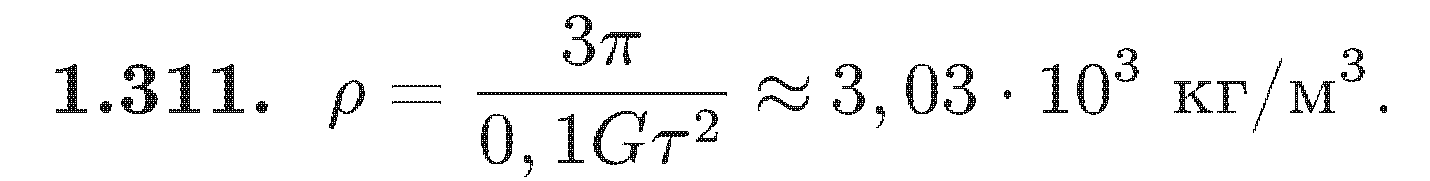 1.311. ρ = 3π / 0,1Gτ² ≈ 3,03 · 10³ кг/м³.